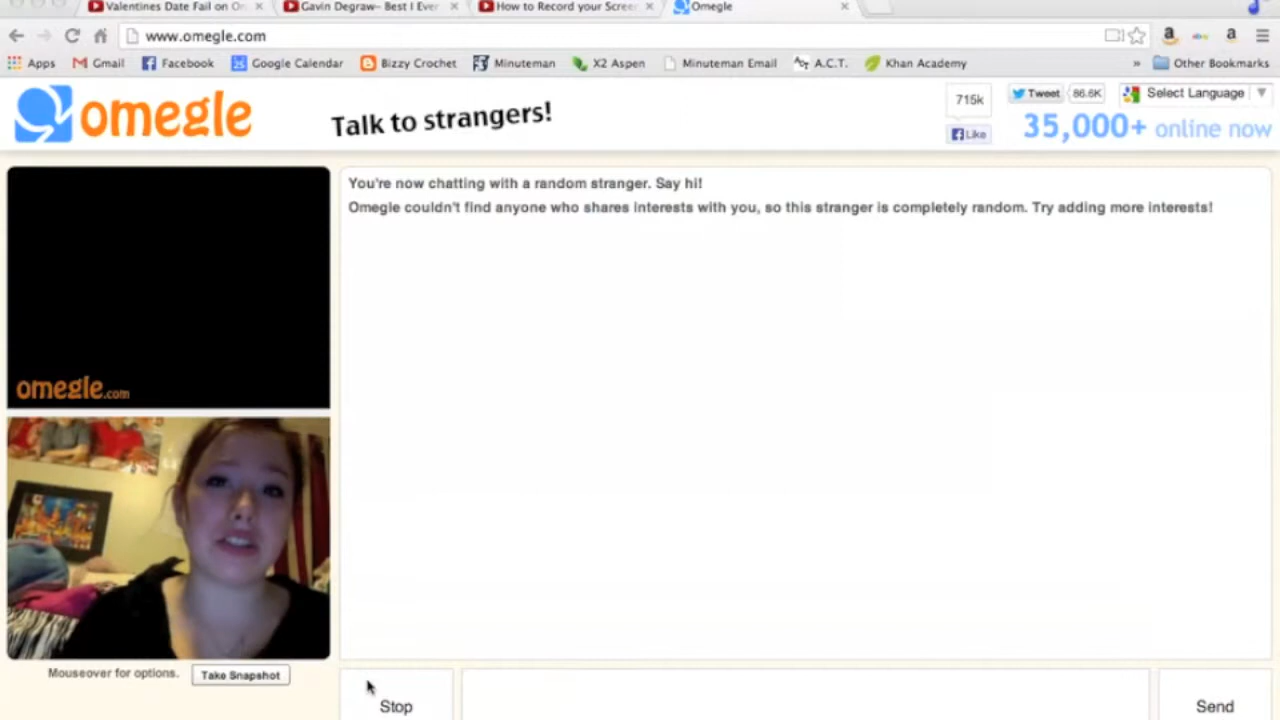 Valentines Date Fail on On
Gavin Degraw- Best I Ever
How to Record your Screen
Omegle
www.omegle.com
Apps
Gmail
Facebook
Google Calendar
Bizzy Crochet
Minuteman
X2 Aspen
Minuteman Email
A.C.T.
Khan Academy
»
Other Bookmarks
omegle
Talk to strangers!
715k
Like
Tweet
86.6K
Select Language
35,000+ online now
You're now chatting with a random stranger. Say hi!
Omegle couldn't find anyone who shares interests with you, so this stranger is completely random. Try adding more interests!
omegle.com
Mouseover for options.
Take Snapshot
Stop
Send